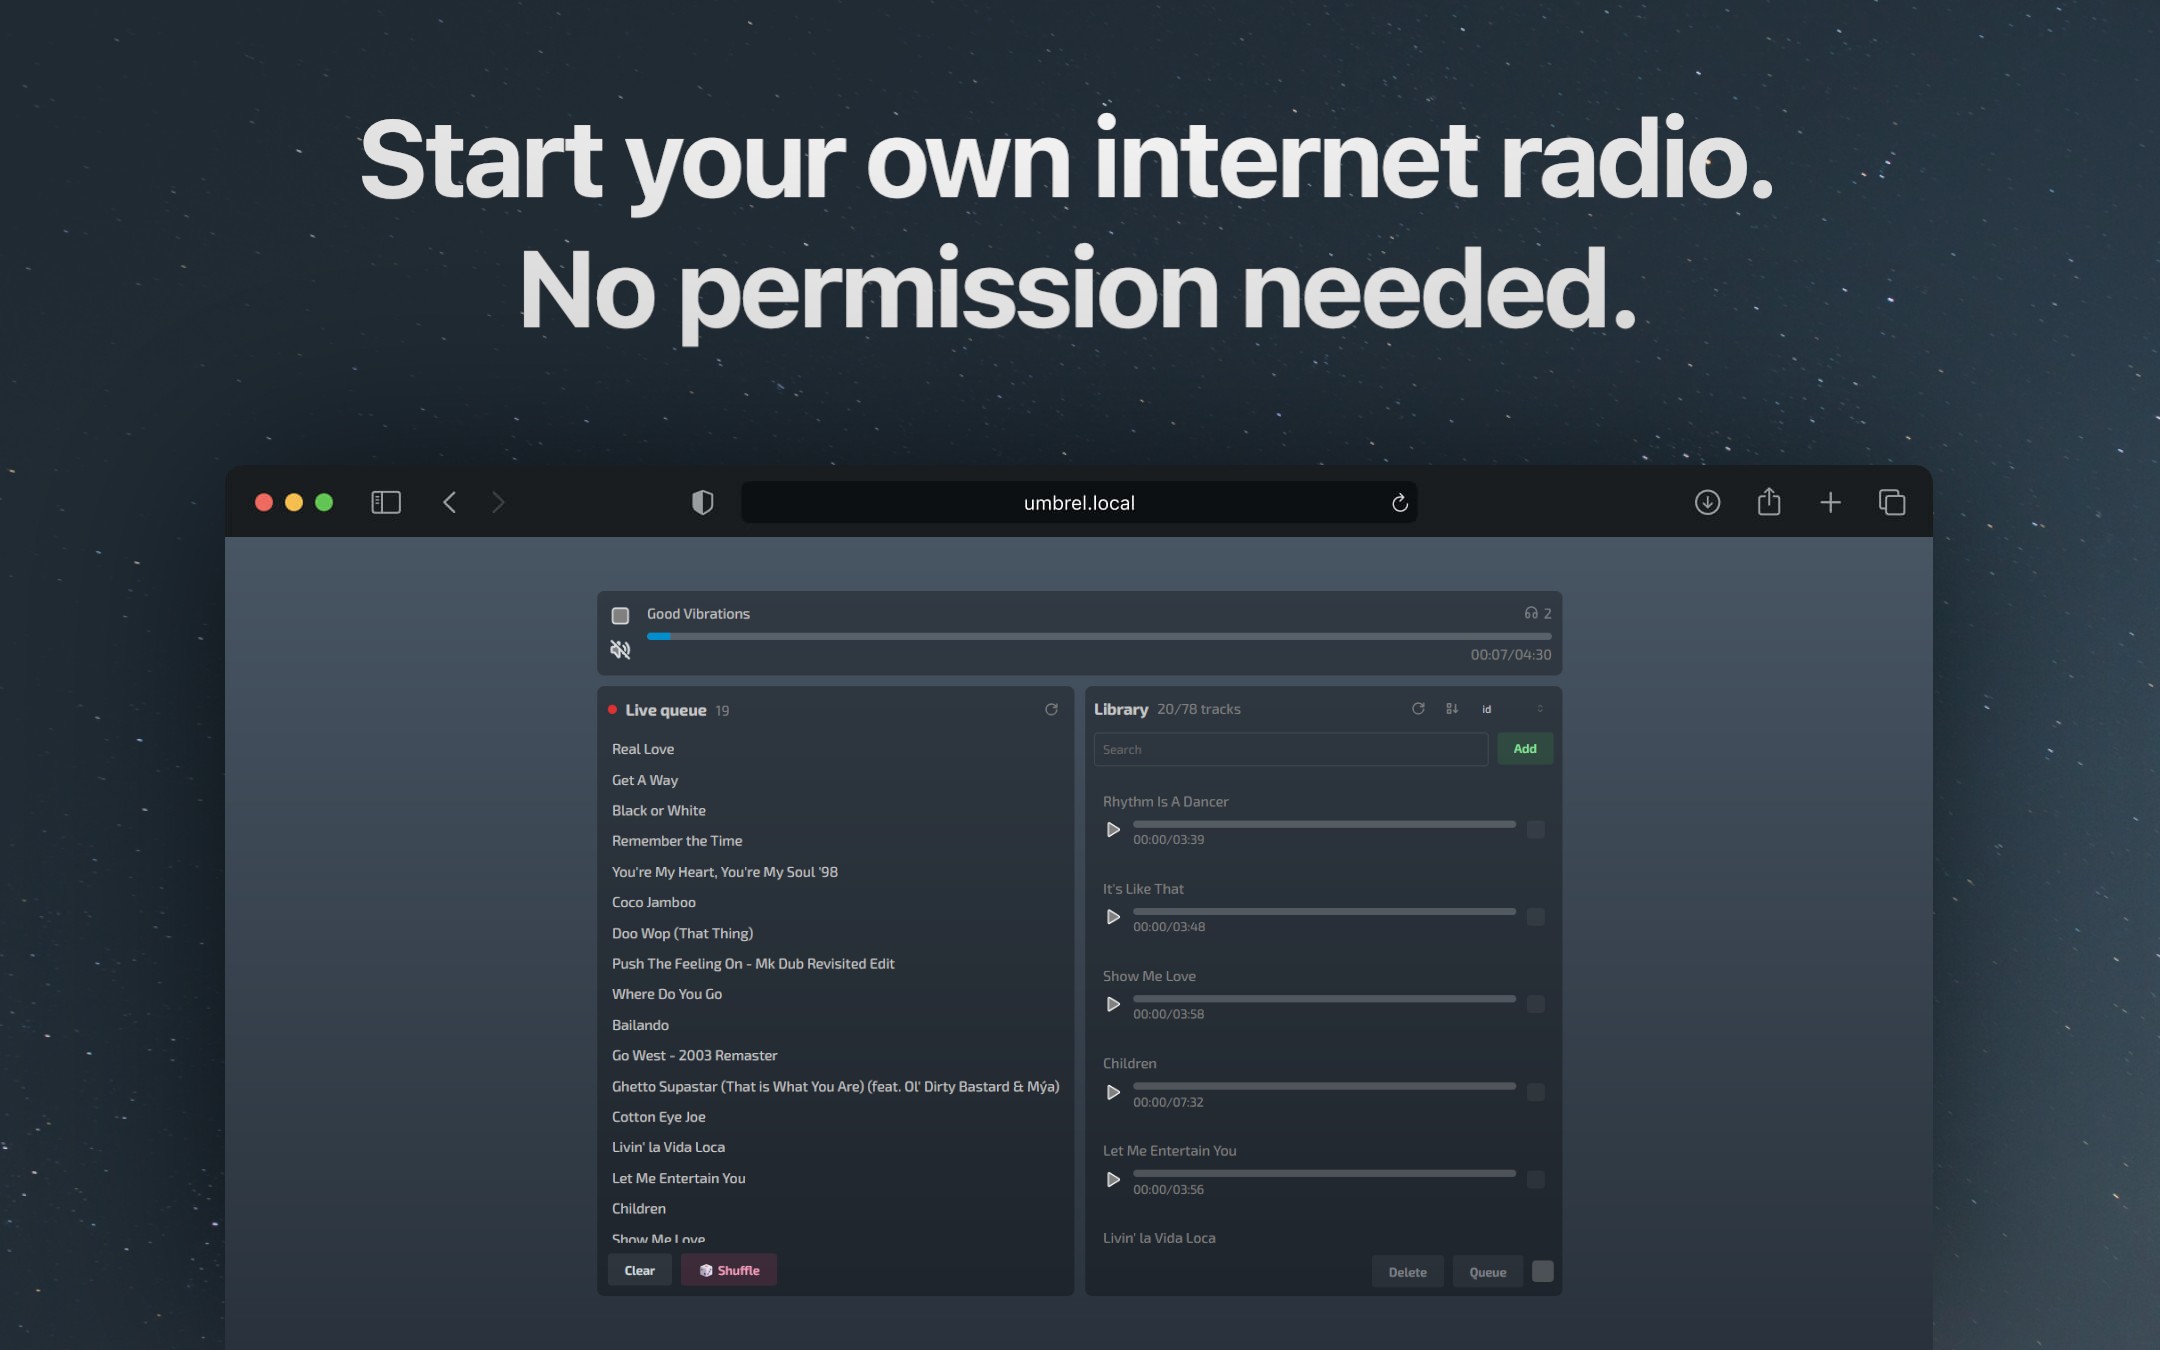 Start your own internet radio.
No permission needed.
umbrel.local
Good Vibrations
2
00:07/04:30
Live queue 19
Real Love
Get A Way
Black or White
Remember the Time
You're My Heart, You're My Soul '98
Coco Jamboo
Doo Wop (That Thing)
Push The Feeling On - Mk Dub Revisited Edit
Where Do You Go
Bailando
Go West - 2003 Remaster
Ghetto Supastar (That is What You Are) (feat. Ol' Dirty Bastard & Mýa)
Cotton Eye Joe
Livin' la Vida Loca
Let Me Entertain You
Children
Show Me Love
Clear
Shuffle
Library 20/78 tracks
id
Search
Add
Rhythm Is A Dancer
00:00/03:39
It's Like That
00:00/03:48
Show Me Love
00:00/03:58
Children
00:00/07:32
Let Me Entertain You
00:00/03:56
Livin' la Vida Loca
Delete
Queue